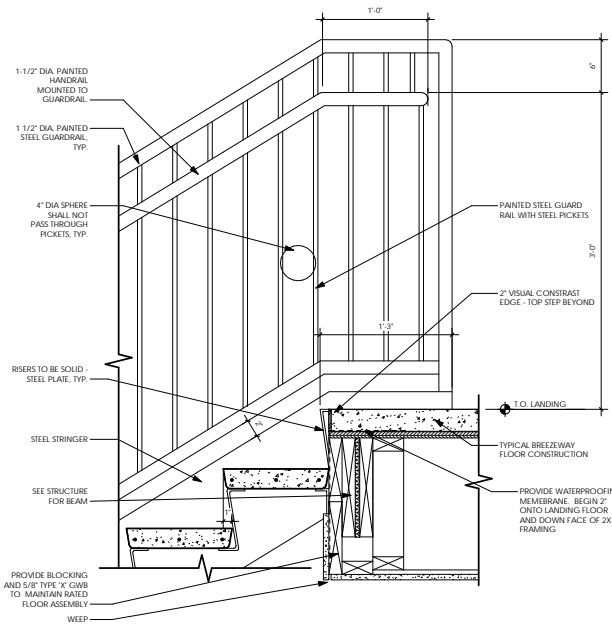 1'-0"
6"
1-1/2" DIA. PAINTED
HANDRAIL
MOUNTED TO
GUARDRAIL.
1 1/2" DIA. PAINTED
STEEL GUARDRAIL,
TYP.
4" DIA SPHERE
SHALL NOT
PASS THROUGH
PICKETS, TYP.
PAINTED STEEL GUARD
RAIL WITH STEEL PICKETS
3'-0"
2" VISUAL CONSTRAST
EDGE - TOP STEP BEYOND
1'-3"
RISERS TO BE SOLID -
STEEL PLATE, TYP.
T.O. LANDING
STEEL STRINGER
TYPICAL BREEZEWAY
FLOOR CONSTRUCTION
SEE STRUCTURE
FOR BEAM
PROVIDE WATERPROOFIN
MEMEBRANE. BEGIN 2"
ONTO LANDING FLOOR
AND DOWN FACE OF 2X
FRAMING
1"
PROVIDE BLOCKING
AND 5/8" TYPE 'X' GWB
TO MAINTAIN RATED
FLOOR ASSEMBLY
WEEP